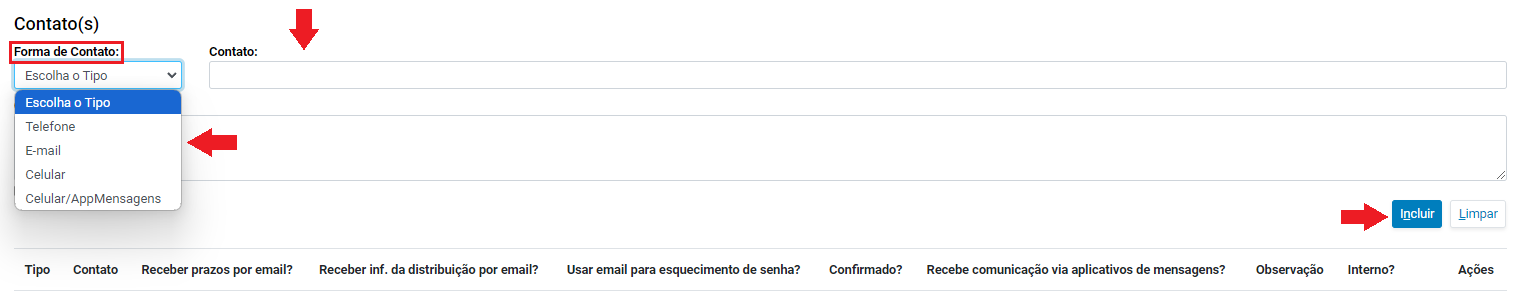 Contato(s)
Forma de Contato: Contato:
Escolha o Tipo
Escolha o Tipo
Telefone
E-mail
Celular
Celular/AppMensagens
Incluir Limpar
Tipo Contato Receber prazos por email? Receber inf. da distribuição por email? Usar email para esquecimento de senha? Confirmado? Recebe comunicação via aplicativos de mensagens? Observação Interno? Ações